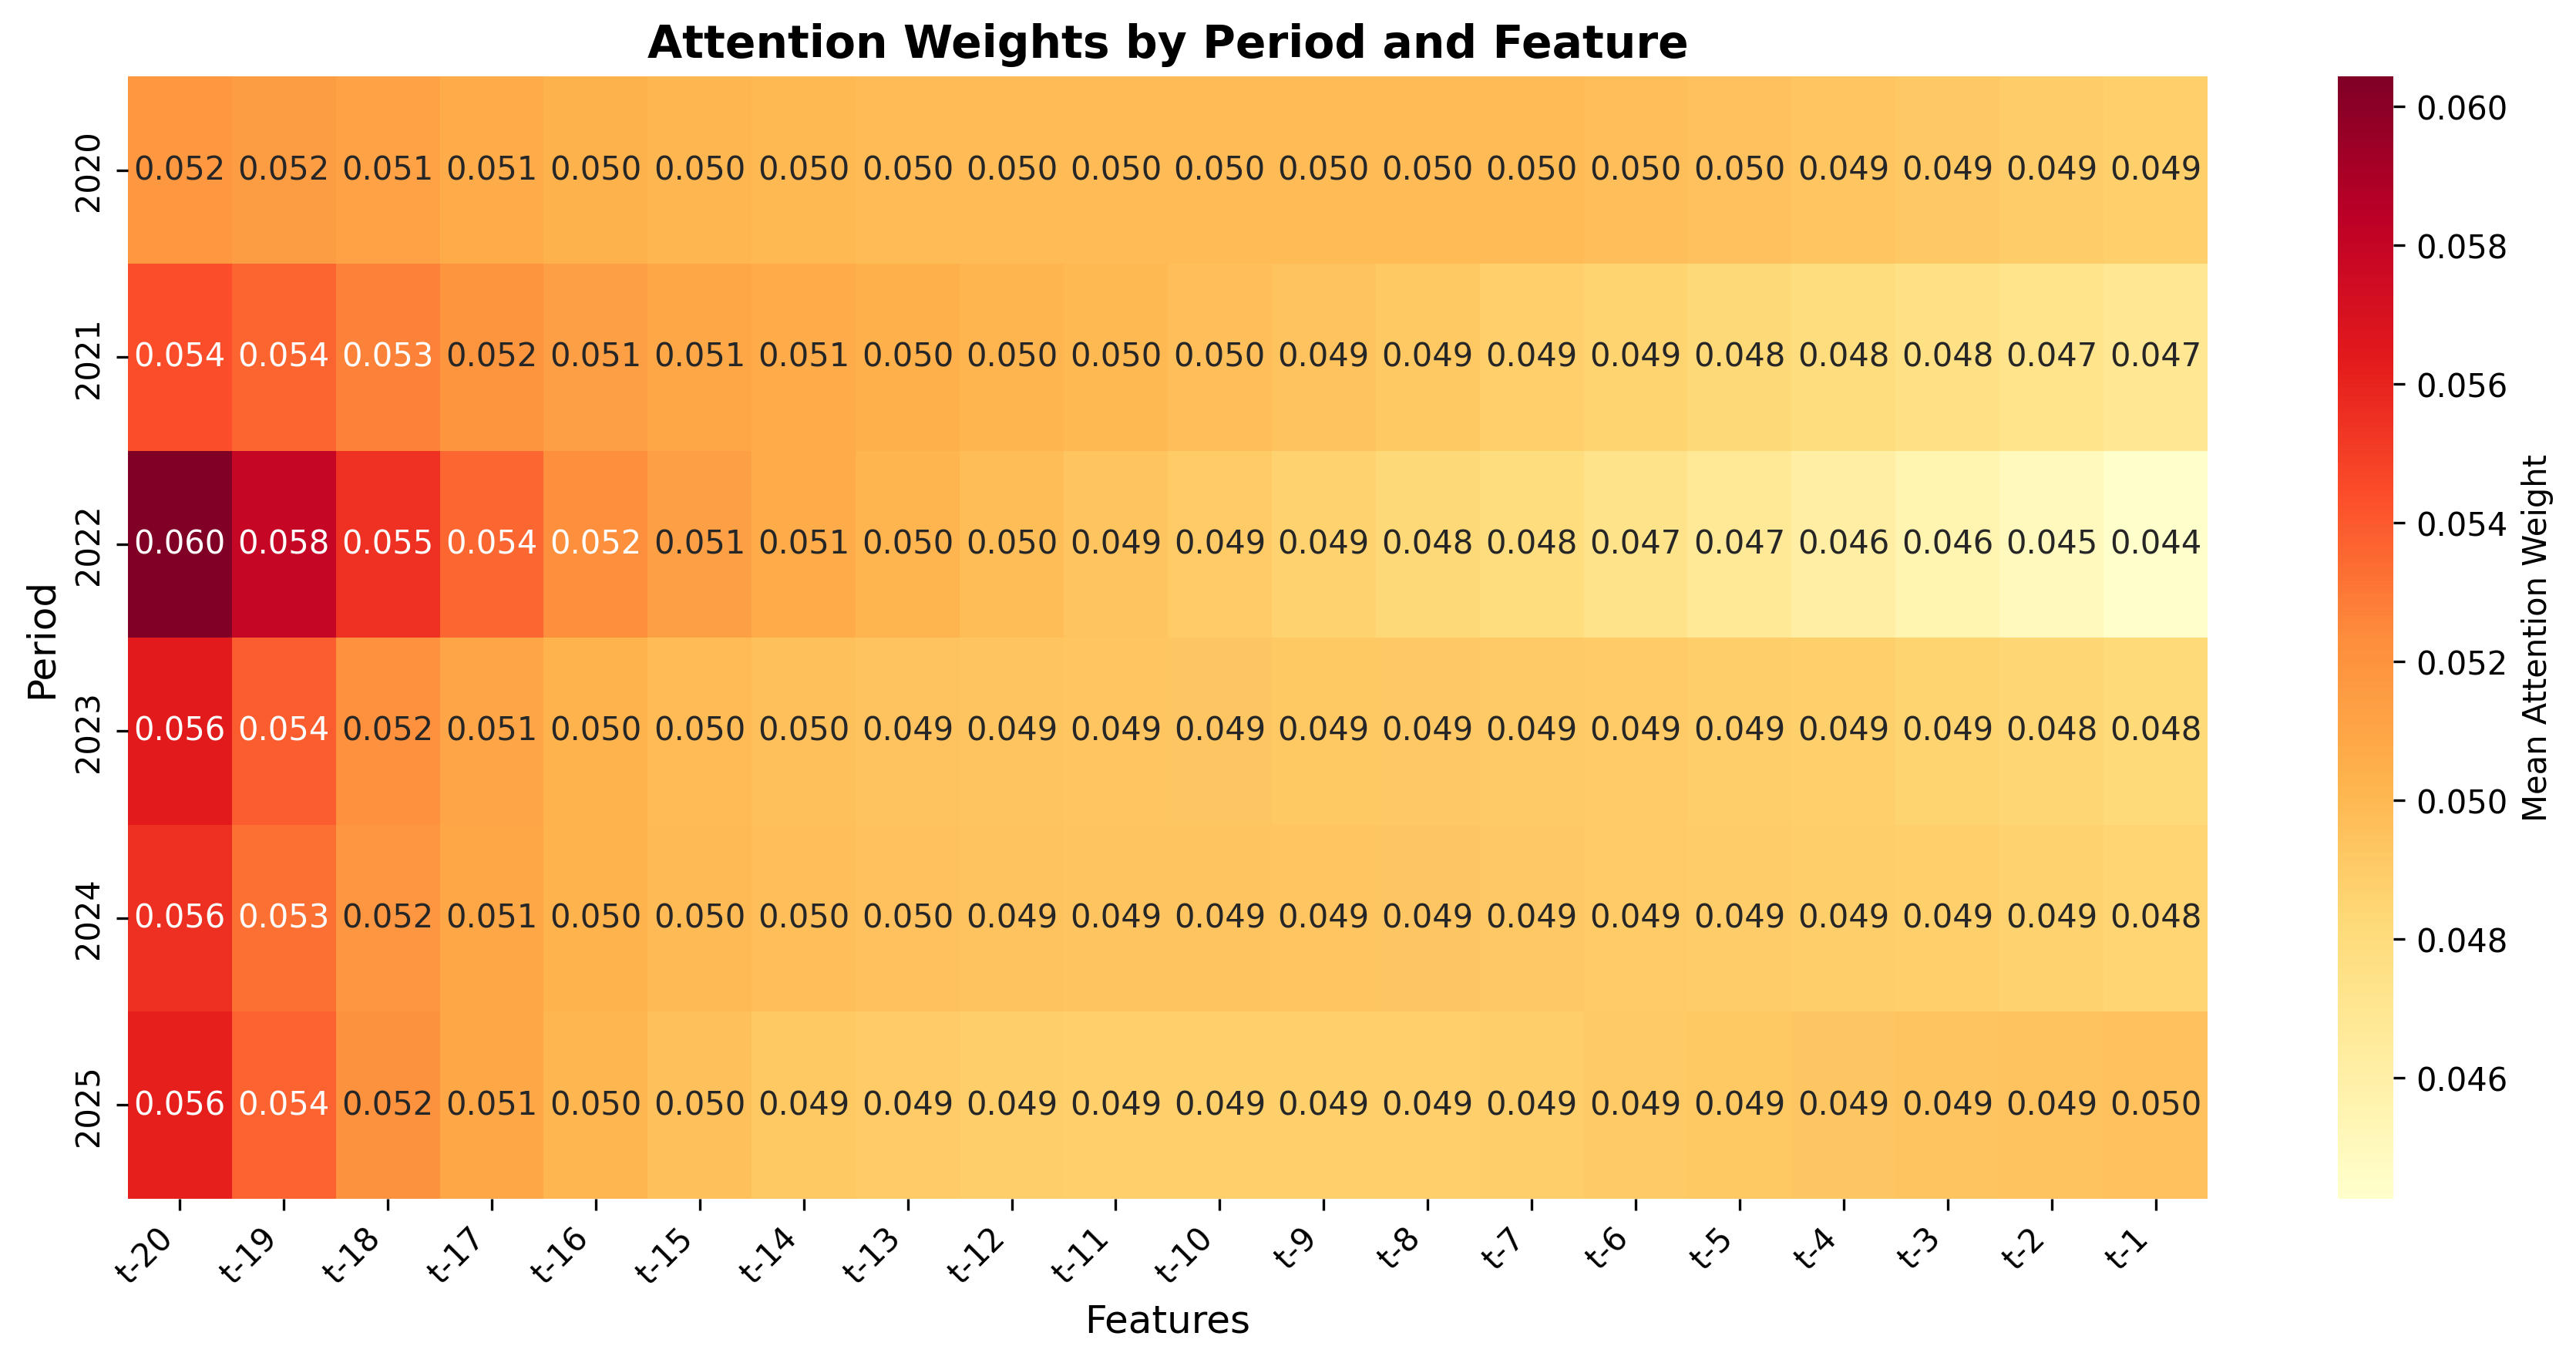 Attention Weights by Period and Feature
2020 0.052 0.052 0.051 0.051 0.050 0.050 0.050 0.050 0.050 0.050 0.050 0.050 0.050 0.050 0.050 0.050 0.049 0.049 0.049 0.049
2021 0.054 0.054 0.053 0.052 0.051 0.051 0.051 0.050 0.050 0.050 0.050 0.049 0.049 0.049 0.049 0.048 0.048 0.048 0.047 0.047
2022 0.060 0.058 0.055 0.054 0.052 0.051 0.051 0.050 0.050 0.049 0.049 0.049 0.048 0.048 0.047 0.047 0.046 0.046 0.045 0.044
2023 0.056 0.054 0.052 0.051 0.050 0.050 0.050 0.049 0.049 0.049 0.049 0.049 0.049 0.049 0.049 0.049 0.049 0.049 0.048 0.048
2024 0.056 0.053 0.052 0.051 0.050 0.050 0.050 0.050 0.049 0.049 0.049 0.049 0.049 0.049 0.049 0.049 0.049 0.049 0.049 0.048
2025 0.056 0.054 0.052 0.051 0.050 0.050 0.049 0.049 0.049 0.049 0.049 0.049 0.049 0.049 0.049 0.049 0.049 0.049 0.049 0.050
Period
t-20 t-19 t-18 t-17 t-16 t-15 t-14 t-13 t-12 t-11 t-10 t-9 t-8 t-7 t-6 t-5 t-4 t-3 t-2 t-1
Features
0.060
0.058
0.056
0.054
0.052
0.050
0.048
0.046
Mean Attention Weight